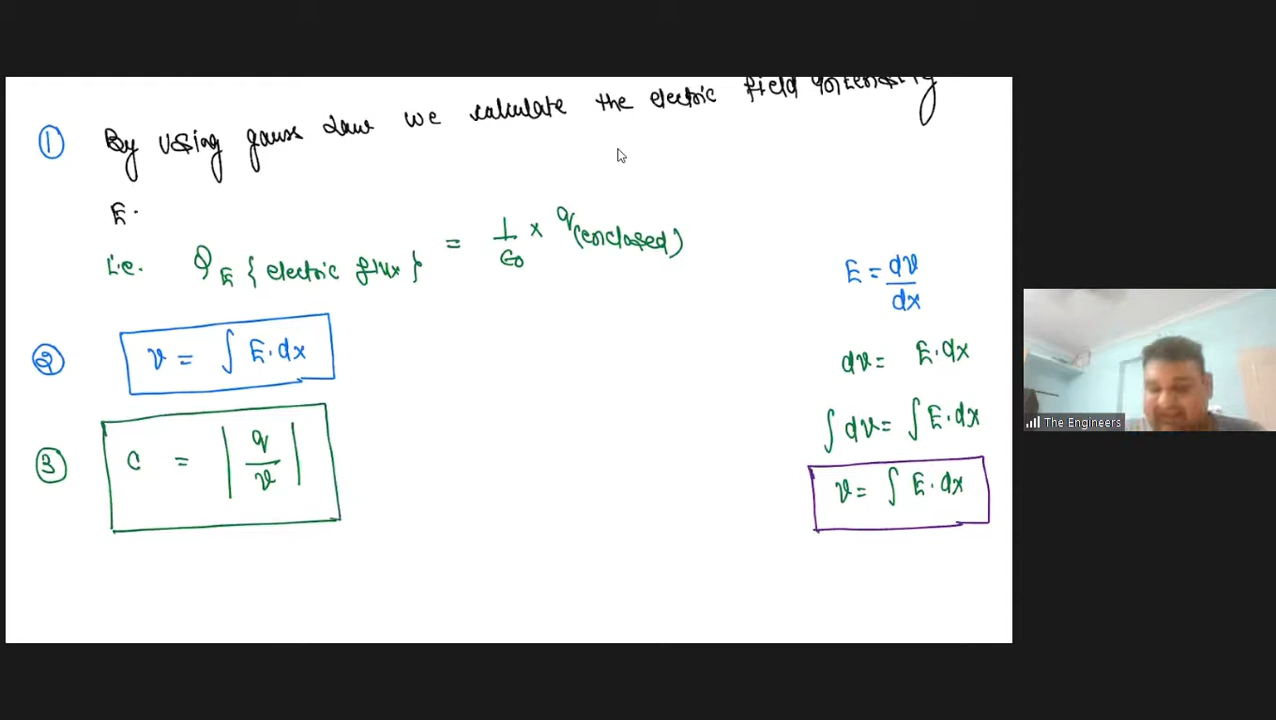 ① By using gauss law we calculate the electric field intensity
E.
i.e. φE { electric flux } = 1/ϵ0 × q(enclosed)
② v = ∫ E.dx
③ c = | q/v |
E = dv/dx
dv = E.dx
∫ dv = ∫ E.dx
v = ∫ E.dx
The Engineers